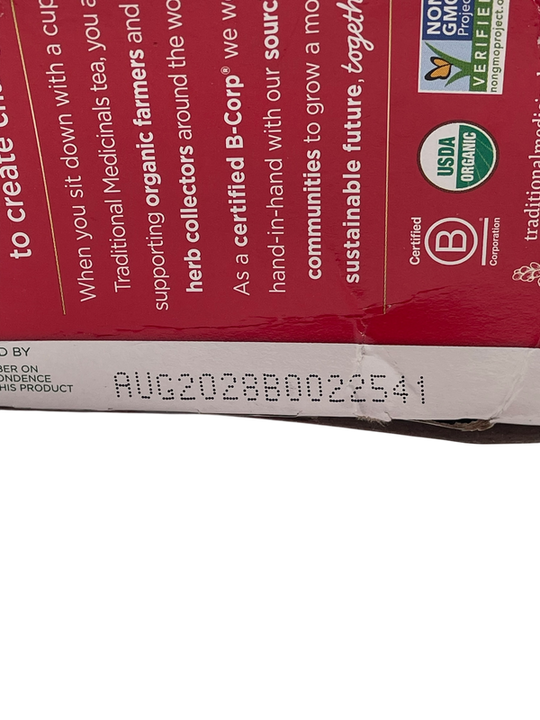 to create
When you sit down with a cup
Traditional Medicinals tea, you a
supporting organic farmers and
herb collectors around the wo
As a certified B-Corp® we w
hand-in-hand with our sourc
communities to grow a mo
sustainable future, togeth
NON
GMO
Project
VERIFIED
nongmoproject.o
USDA
ORGANIC
Certified
B
Corporation
traditionalmedi
D BY
BER ON
ONDENCE
HIS PRODUCT
AUG2028B0022541